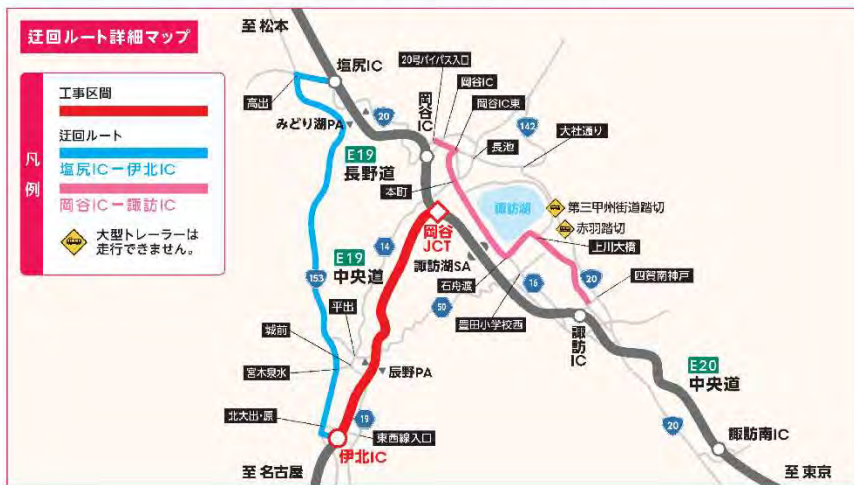 迂回ルート詳細マップ
凡例
工事区間
迂回ルート
塩尻ICー伊北IC
岡谷ICー諏訪IC
大型トレーラーは
走行できません。
至松本
塩尻IC
高出
みどり湖PA
20
E19
長野道
20号バイパス入口
岡谷IC
岡谷IC
岡谷IC東
142
大社通り
長池
本町
諏訪湖
第三甲州街道踏切
赤羽踏切
上川大橋
岡谷
JCT
諏訪湖SA
14
E19
中央道
153
石舟渡
16
20
四賀南神戸
50
豊田小学校西
諏訪IC
平出
城前
宮木泉水
辰野PA
E20
中央道
北大出・原
19
東西線入口
伊北IC
20
諏訪南IC
至名古屋
至東京